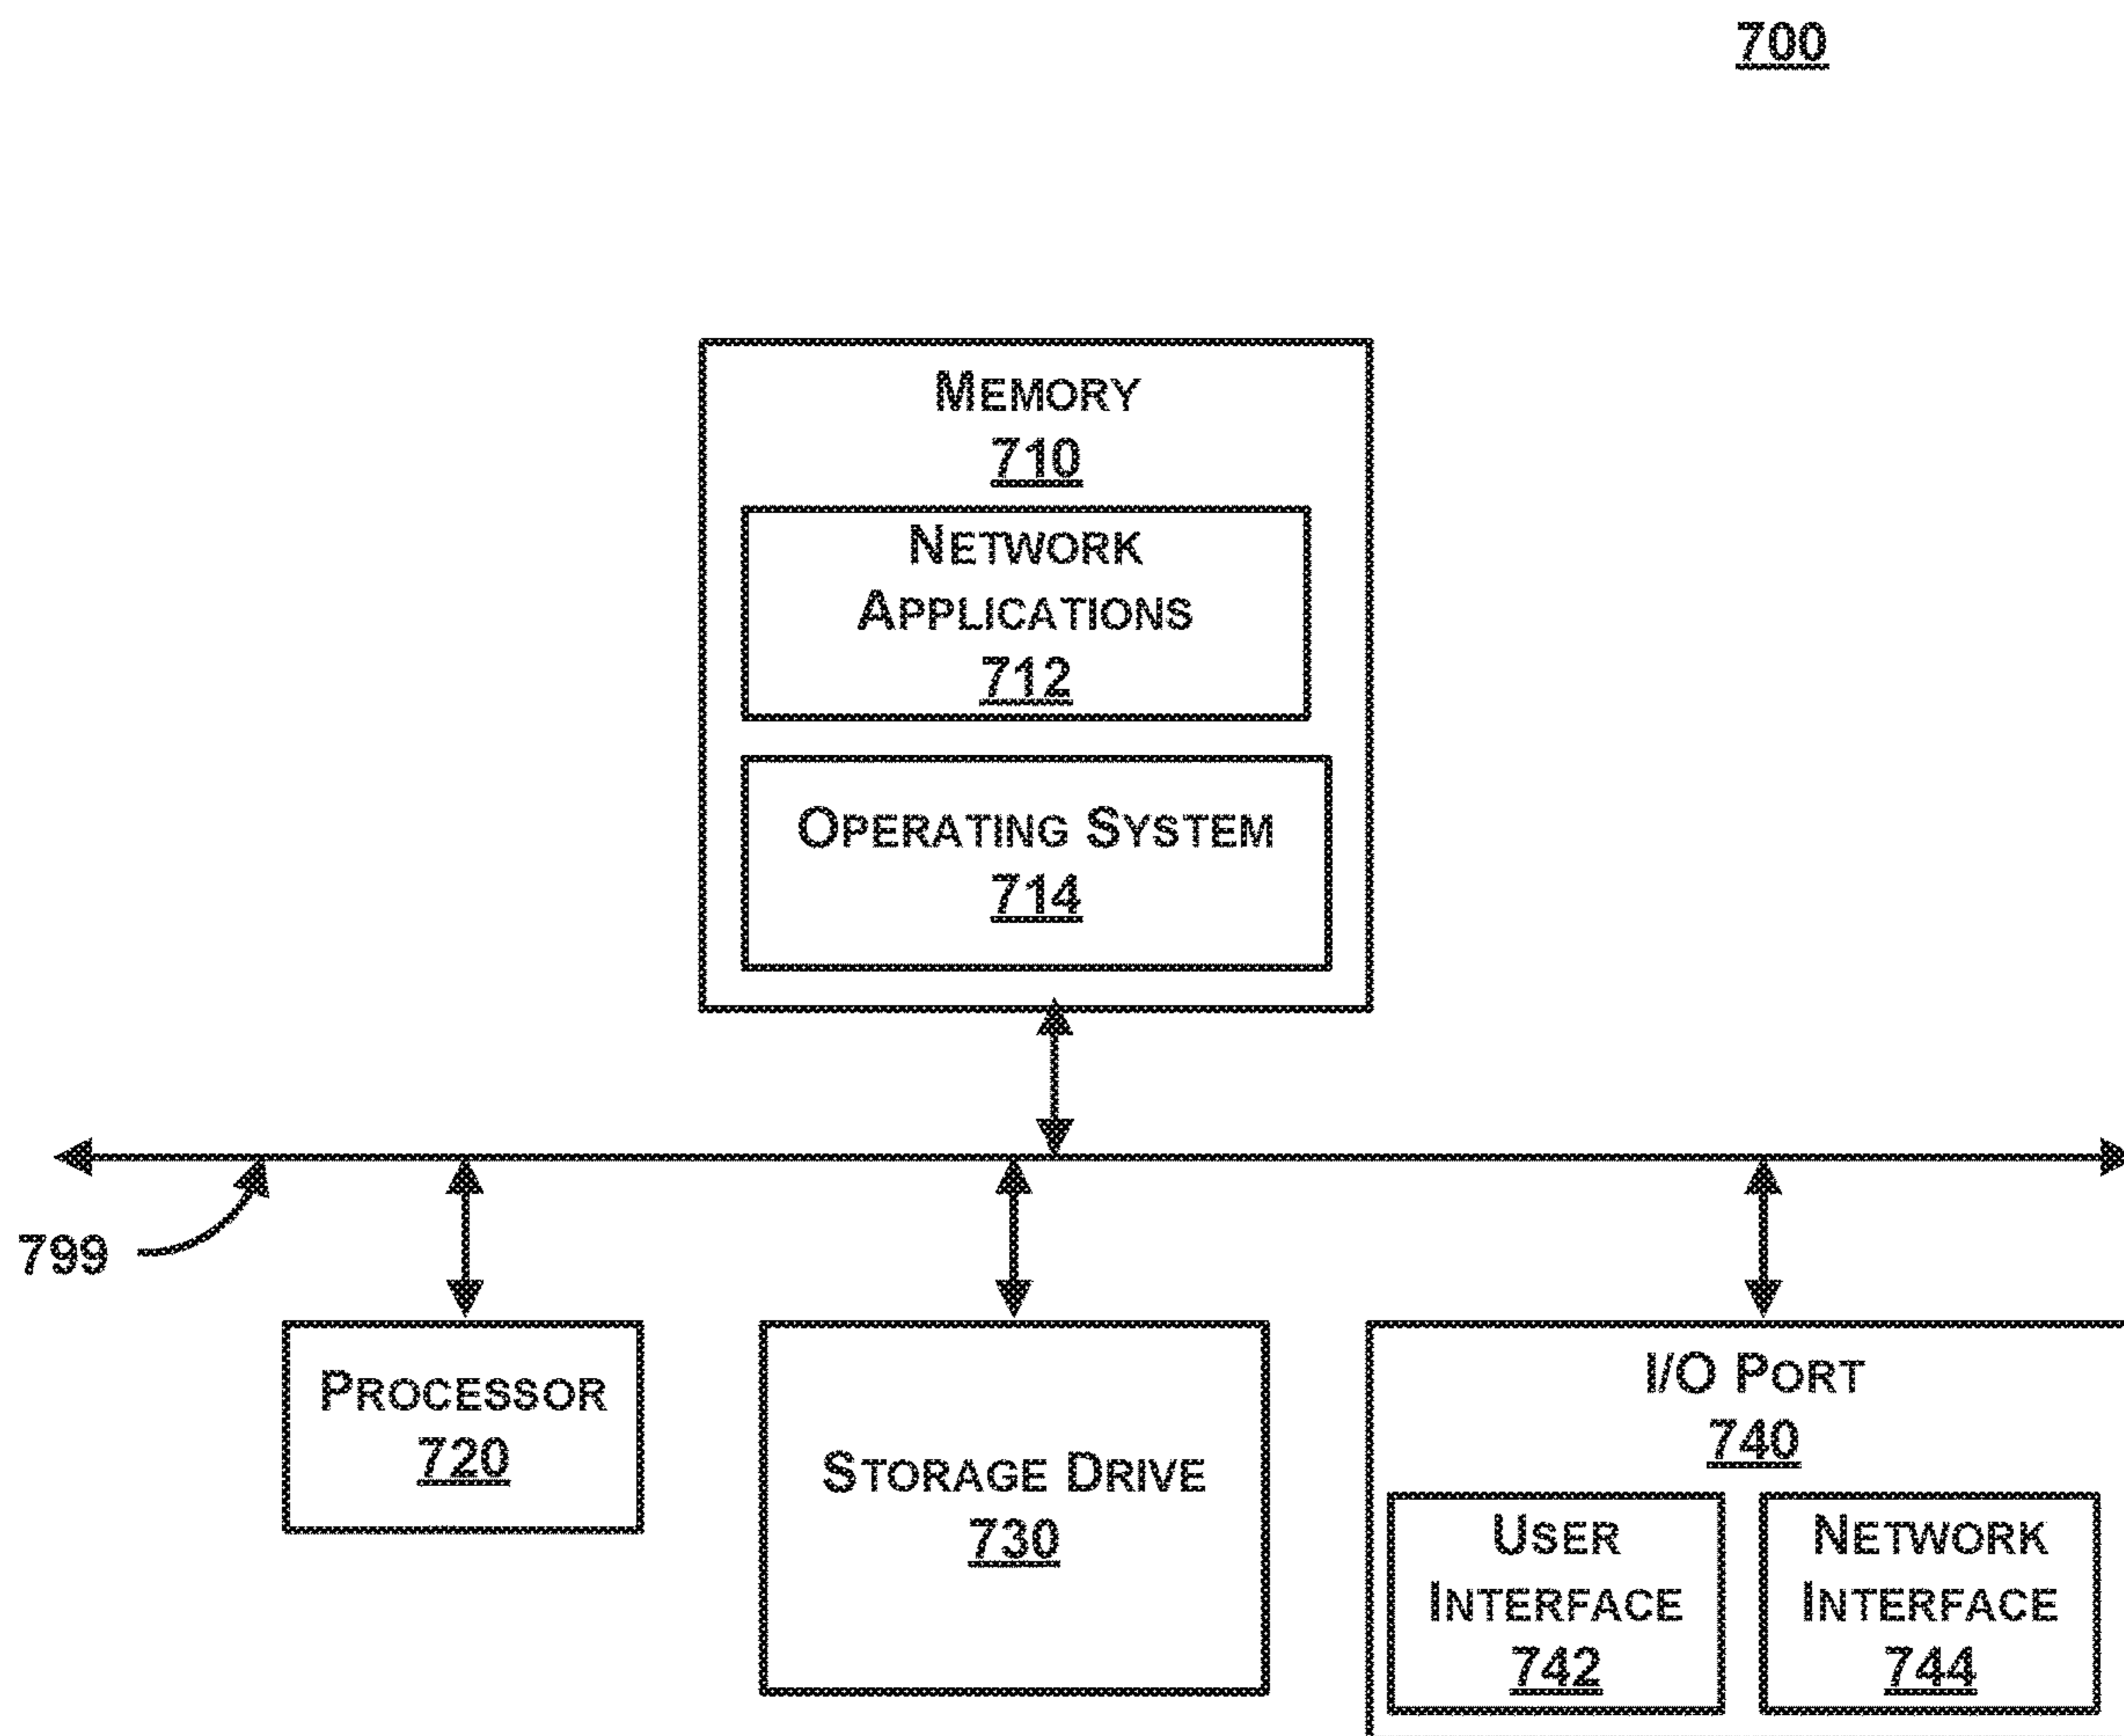 700
MEMORY
710
NETWORK
APPLICATIONS
712
OPERATING SYSTEM
714
799
PROCESSOR
720
STORAGE DRIVE
730
I/O PORT
740
USER
INTERFACE
742
NETWORK
INTERFACE
744